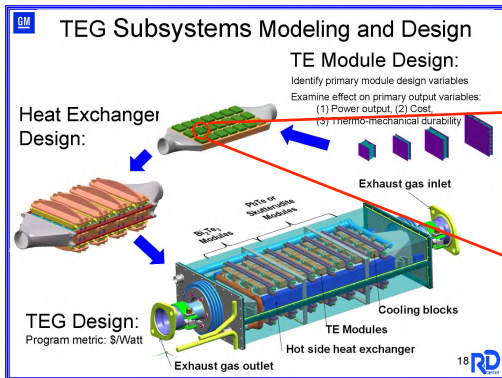 GM
TEG Subsystems Modeling and Design
TE Module Design:
Identify primary module design variables
Examine effect on primary output variables:
(1) Power output, (2) Cost,
(3) Thermo-mechanical durability
Heat Exchanger
Design:
Exhaust gas inlet
PbTe or
Skutterudite
Modules
Bi2Te3
Modules
Cooling blocks
TE Modules
Hot side heat exchanger
TEG Design:
Program metric: $/Watt
Exhaust gas outlet
18
RD
CENTER